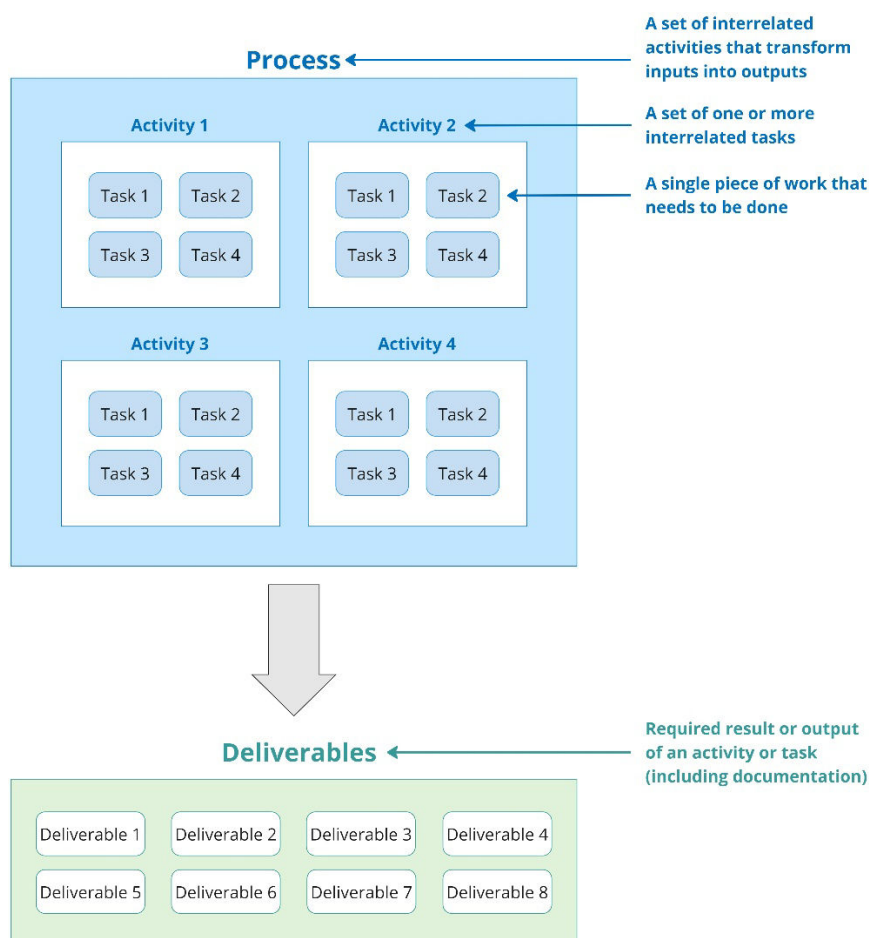 A set of interrelated
activities that transform
inputs into outputs
Process
Activity 1
Activity 2
A set of one or more
interrelated tasks
Task 1
Task 2
Task 1
Task 2
A single piece of work that
needs to be done
Task 3
Task 4
Task 3
Task 4
Activity 3
Activity 4
Task 1
Task 2
Task 1
Task 2
Task 3
Task 4
Task 3
Task 4
Deliverables
Required result or output
of an activity or task
(including documentation)
Deliverable 1
Deliverable 2
Deliverable 3
Deliverable 4
Deliverable 5
Deliverable 6
Deliverable 7
Deliverable 8